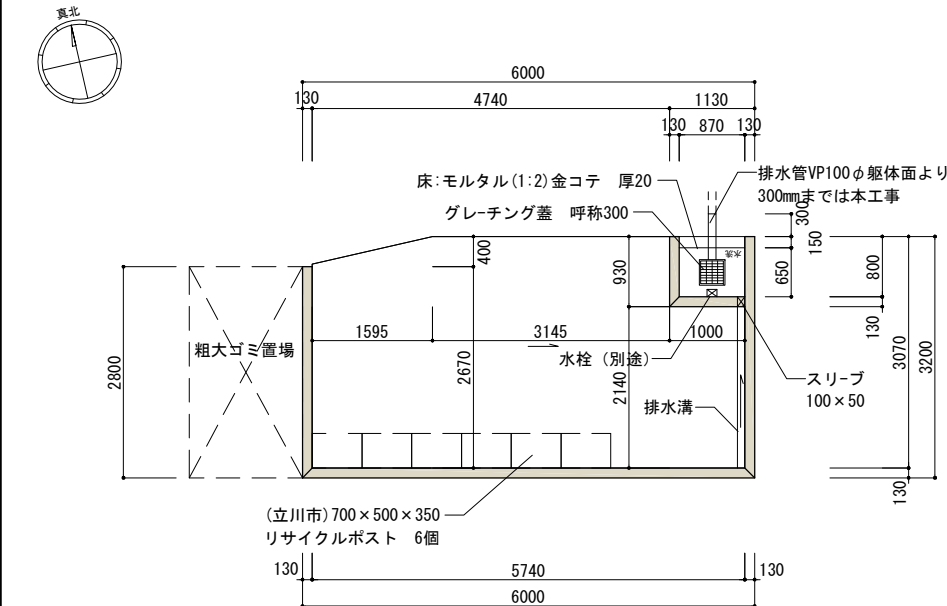 真北
6000
130
4740
1130
130
870
130
床:モルタル(1:2)金コテ 厚20
排水管VP100φ躯体面より
300mmまでは本工事
グレーチング蓋 呼称300
300
150
水洗
400
930
650
800
130
3070
3200
1595
3145
1000
粗大ゴミ置場
水栓 (別途)
2800
2670
2140
スリーブ
100×50
排水溝
130
(立川市)700×500×350
リサイクルポスト 6個
130
5740
130
6000